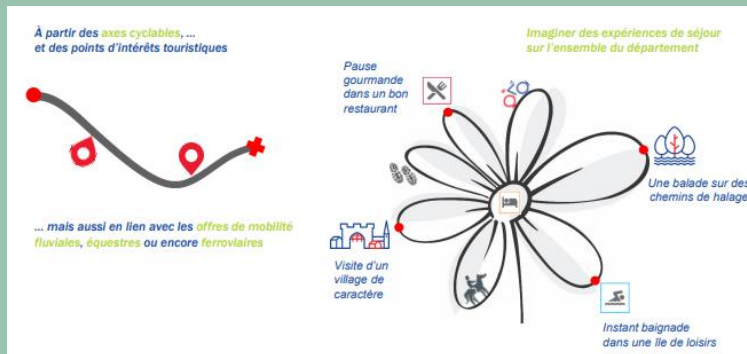 À partir des axes cyclables, ...
et des points d'intérêts touristiques
... mais aussi en lien avec les offres de mobilité
fluviales, équestres ou encore ferroviaires
Imaginer des expériences de séjour
sur l'ensemble du département
Pause
gourmande
dans un bon
restaurant
Une balade sur des
chemins de halage
Visite d'un
village de
caractère
Instant baignade
dans une île de loisirs